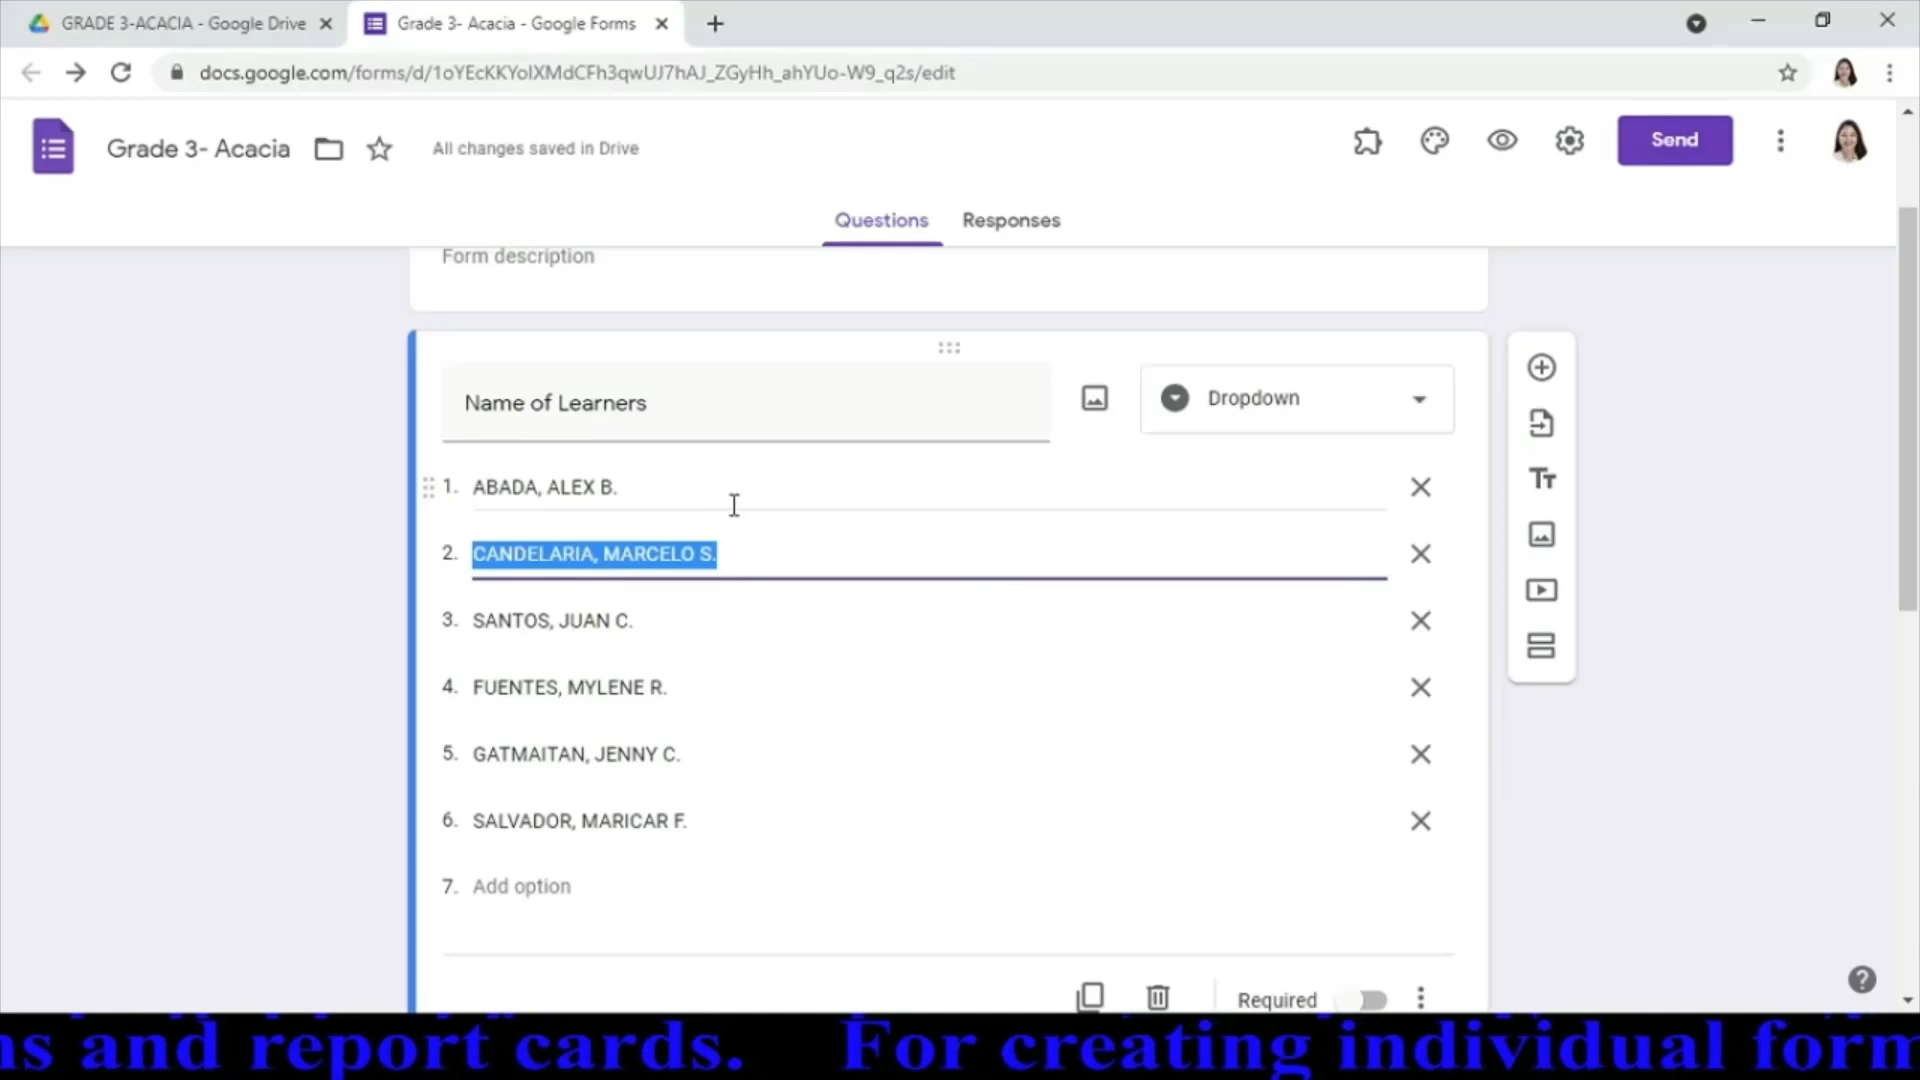 GRADE 3-ACACIA - Google Drive
Grade 3- Acacia - Google Forms
docs.google.com/forms/d/1oYEcKKYolXMdCFh3qwUJ7hAJ_ZGyHh_ahYUo-W9_q2s/edit
Grade 3- Acacia
All changes saved in Drive
Send
Questions
Responses
Form description
Name of Learners
Dropdown
1. ABADA, ALEX B.
2. CANDELARIA, MARCELO S.
3. SANTOS, JUAN C.
4. FUENTES, MYLENE R.
5. GATMAITAN, JENNY C.
6. SALVADOR, MARICAR F.
7. Add option
Tт
Required
ns and report cards. For creating individual form